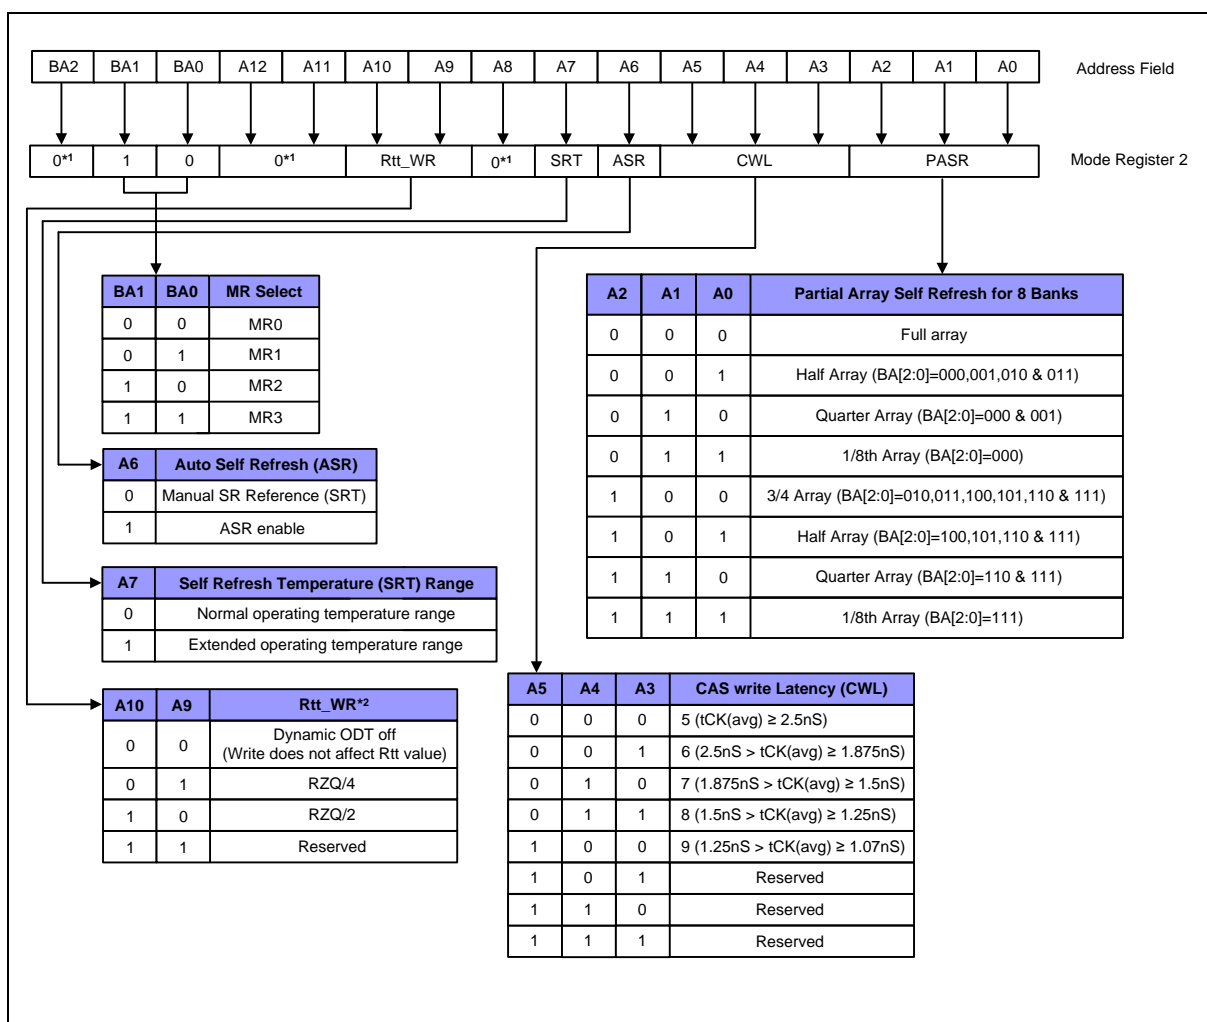 BA2 BA1 BA0 A12 A11 A10 A9 A8 A7 A6 A5 A4 A3 A2 A1 A0 Address Field
0*1 1 0 0*1 Rtt_WR 0*1 SRT ASR CWL PASR Mode Register 2
BA1 BA0 MR Select
0 0 MR0
0 1 MR1
1 0 MR2
1 1 MR3
A6 Auto Self Refresh (ASR)
0 Manual SR Reference (SRT)
1 ASR enable
A7 Self Refresh Temperature (SRT) Range
0 Normal operating temperature range
1 Extended operating temperature range
A10 A9 Rtt_WR*2
0 0 Dynamic ODT off
(Write does not affect Rtt value)
0 1 RZQ/4
1 0 RZQ/2
1 1 Reserved
A2 A1 A0 Partial Array Self Refresh for 8 Banks
0 0 0 Full array
0 0 1 Half Array (BA[2:0]=000,001,010 & 011)
0 1 0 Quarter Array (BA[2:0]=000 & 001)
0 1 1 1/8th Array (BA[2:0]=000)
1 0 0 3/4 Array (BA[2:0]=010,011,100,101,110 & 111)
1 0 1 Half Array (BA[2:0]=100,101,110 & 111)
1 1 0 Quarter Array (BA[2:0]=110 & 111)
1 1 1 1/8th Array (BA[2:0]=111)
A5 A4 A3 CAS write Latency (CWL)
0 0 0 5 (tCK(avg) ≥ 2.5nS)
0 0 1 6 (2.5nS > tCK(avg) ≥ 1.875nS)
0 1 0 7 (1.875nS > tCK(avg) ≥ 1.5nS)
0 1 1 8 (1.5nS > tCK(avg) ≥ 1.25nS)
1 0 0 9 (1.25nS > tCK(avg) ≥ 1.07nS)
1 0 1 Reserved
1 1 0 Reserved
1 1 1 Reserved